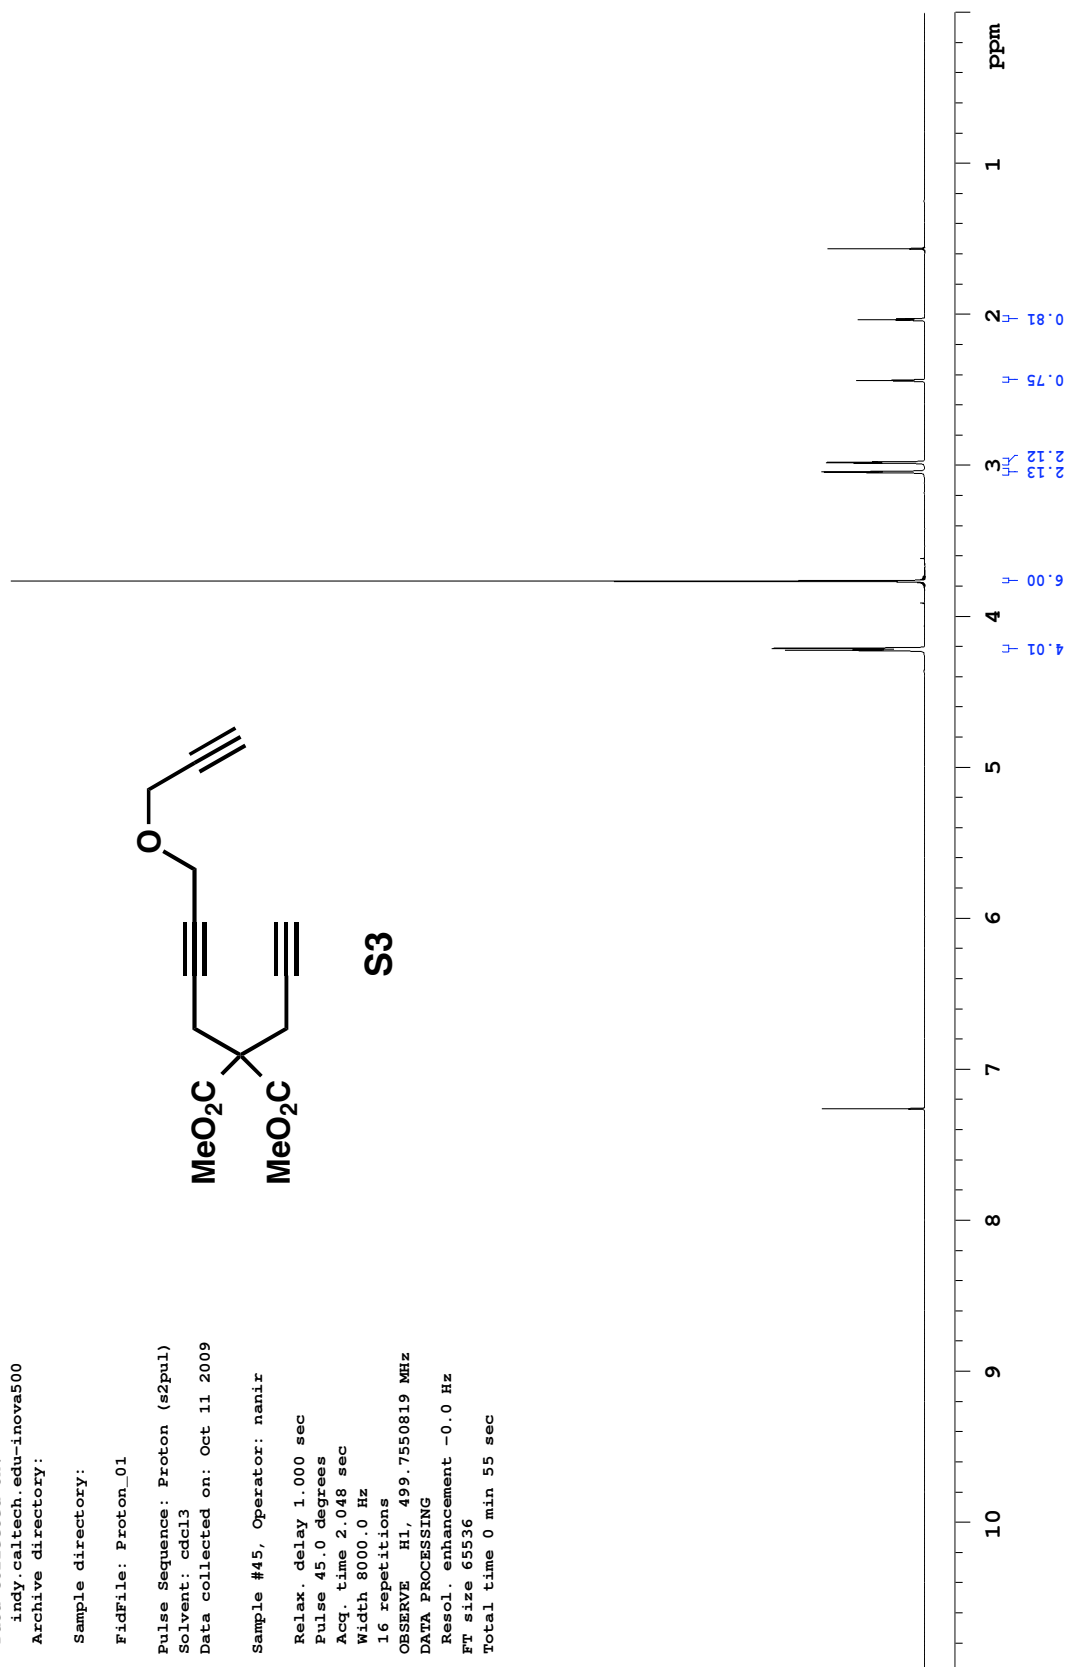 indy.caltech.edu-inova500
Archive directory:
Sample directory:
FidFile: Proton_01
Pulse Sequence: Proton (s2pul)
Solvent: cdcl3
Data collected on: Oct 11 2009
Sample #45, Operator: nanir
Relax. delay 1.000 sec
Pulse 45.0 degrees
Acq. time 2.048 sec
Width 8000.0 Hz
16 repetitions
OBSERVE H1, 499.7550819 MHz
DATA PROCESSING
Resol. enhancement -0.0 Hz
FT size 65536
Total time 0 min 55 sec
O
MeO₂C
MeO₂C
S3
10 9 8 7 6 5 4 3 2 1 ppm
4.01 6.00 2.13 2.12 0.75 0.81